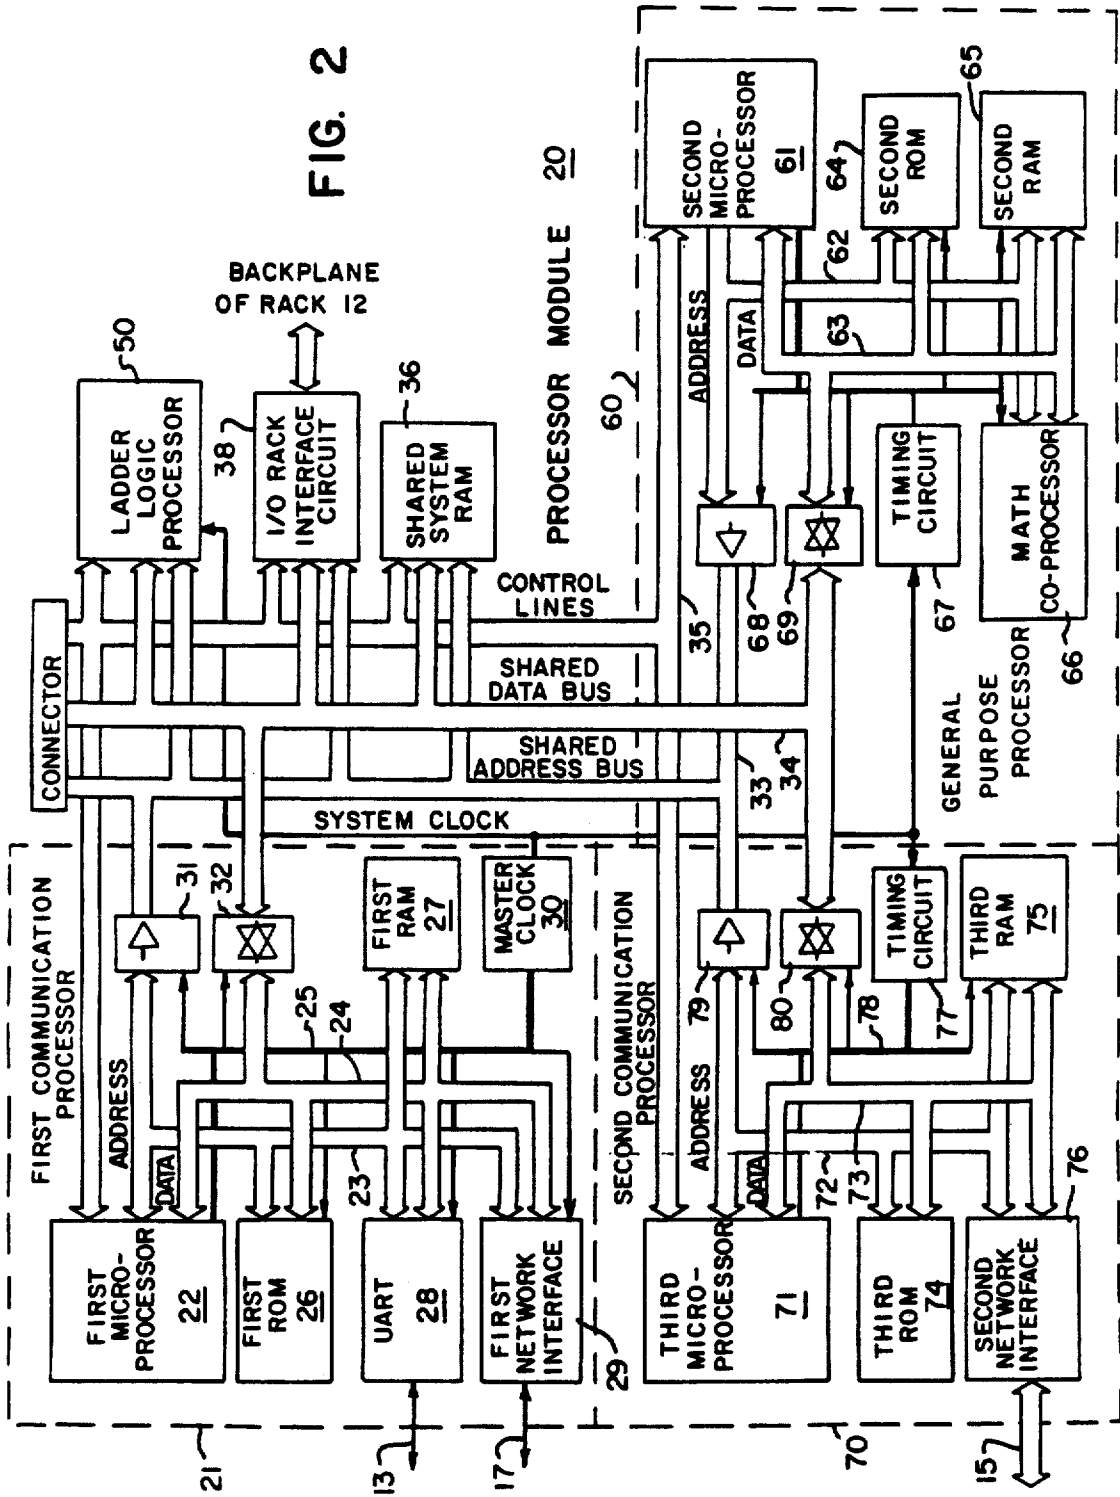 FIG. 2
PROCESSOR MODULE 20
CONNECTOR
FIRST COMMUNICATION
PROCESSOR
21
FIRST
MICRO-
PROCESSOR
22
ADDRESS
DATA
FIRST
ROM
26
UART
28
FIRST
NETWORK
INTERFACE
29
13
17
23
24
25
31
32
FIRST
RAM
27
MASTER
CLOCK
30
SYSTEM CLOCK
SHARED
ADDRESS BUS
SHARED
DATA BUS
CONTROL
LINES
LADDER
LOGIC
PROCESSOR
50
I/O RACK
INTERFACE
CIRCUIT
38
BACKPLANE
OF RACK 12
SHARED
SYSTEM
RAM
36
SECOND COMMUNICATION
PROCESSOR
70
THIRD
MICRO-
PROCESSOR
71
ADDRESS
DATA
72
73
THIRD
ROM
74
SECOND
NETWORK
INTERFACE
76
15
79
80
78
TIMING
CIRCUIT
77
THIRD
RAM
75
33
34
35
GENERAL
PURPOSE
PROCESSOR
60
68
69
TIMING
CIRCUIT
67
MATH
CO-PROCESSOR
66
ADDRESS
DATA
63
62
SECOND
MICRO-
PROCESSOR
61
SECOND
ROM
64
SECOND
RAM
65